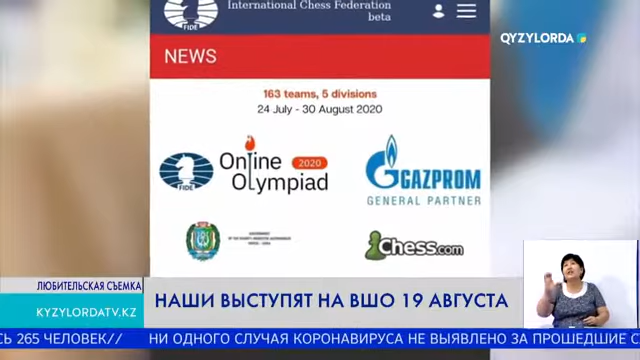 International Chess Federation
beta
FIDE
QYZYLORDA
NEWS
163 teams, 5 divisions
24 July - 30 August 2020
FIDE
Online
Olympiad
2020
GAZPROM
GENERAL PARTNER
Chess.com
ЛЮБИТЕЛЬСКАЯ СЪЕМКА
KYZYLORDATV.KZ
НАШИ ВЫСТУПЯТ НА ВШО 19 АВГУСТА
СЬ 265 ЧЕЛОВЕК// НИ ОДНОГО СЛУЧАЯ КОРОНАВИРУСА НЕ ВЫЯВЛЕНО ЗА ПРОШЕДШИЕ С